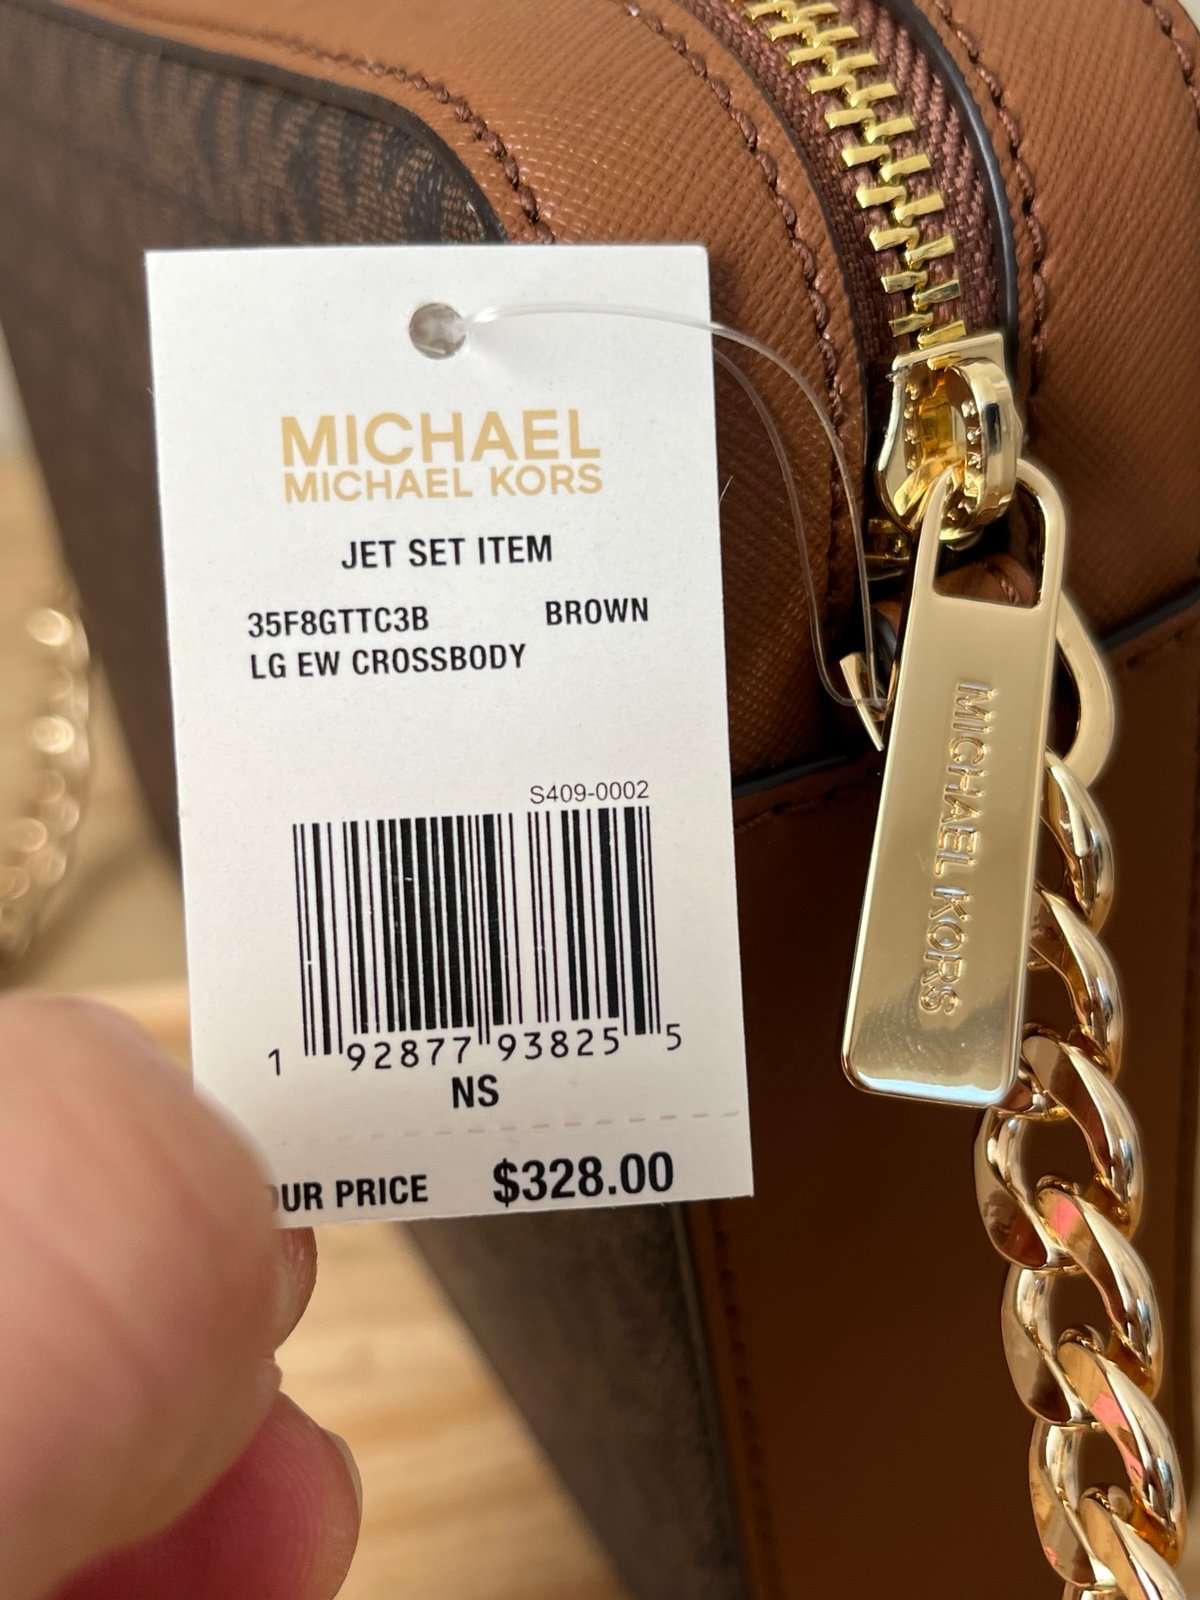 MICHAEL
MICHAEL KORS
JET SET ITEM
35F8GTTC3B BROWN
LG EW CROSSBODY
S409-0002
1 92877 93825 5
NS
OUR PRICE $328.00
MICHAEL KORS